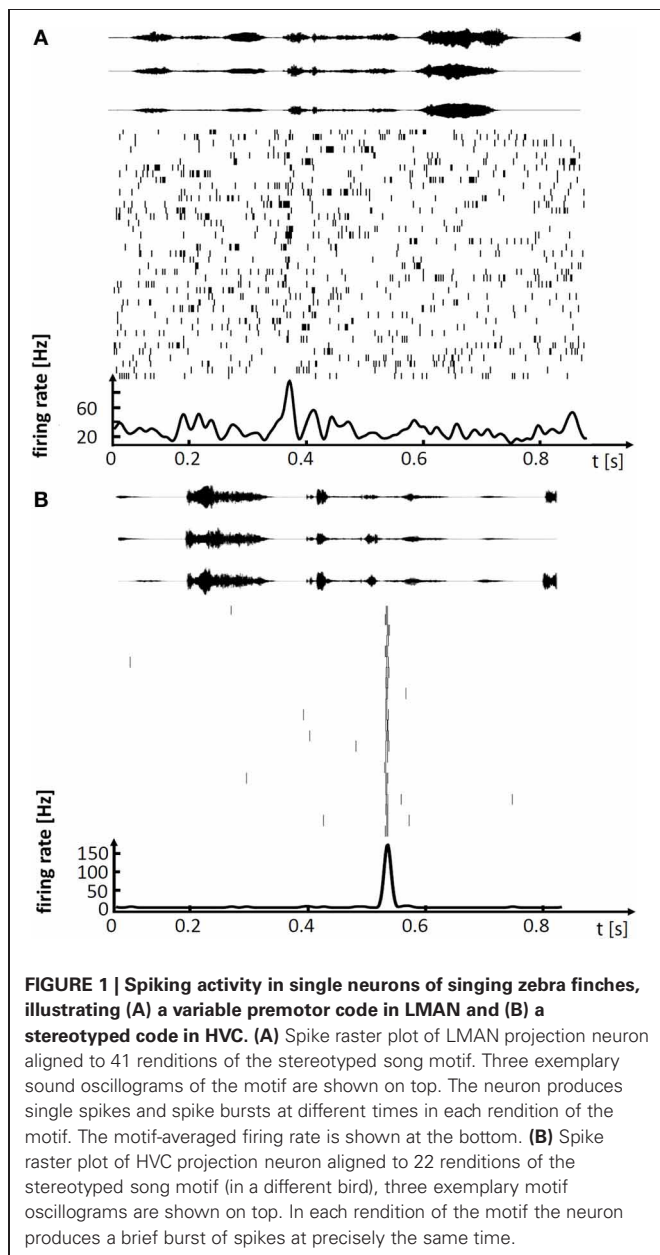 A
firing rate [Hz]
60
20
0 0.2 0.4 0.6 0.8
t [s]
B
firing rate [Hz]
150
100
50
0
0 0.2 0.4 0.6 0.8
t [s]
FIGURE 1 | Spiking activity in single neurons of singing zebra finches,
illustrating (A) a variable premotor code in LMAN and (B) a
stereotyped code in HVC. (A) Spike raster plot of LMAN projection neuron
aligned to 41 renditions of the stereotyped song motif. Three exemplary
sound oscillograms of the motif are shown on top. The neuron produces
single spikes and spike bursts at different times in each rendition of the
motif. The motif-averaged firing rate is shown at the bottom. (B) Spike
raster plot of HVC projection neuron aligned to 22 renditions of the
stereotyped song motif (in a different bird), three exemplary motif
oscillograms are shown on top. In each rendition of the motif the neuron
produces a brief burst of spikes at precisely the same time.